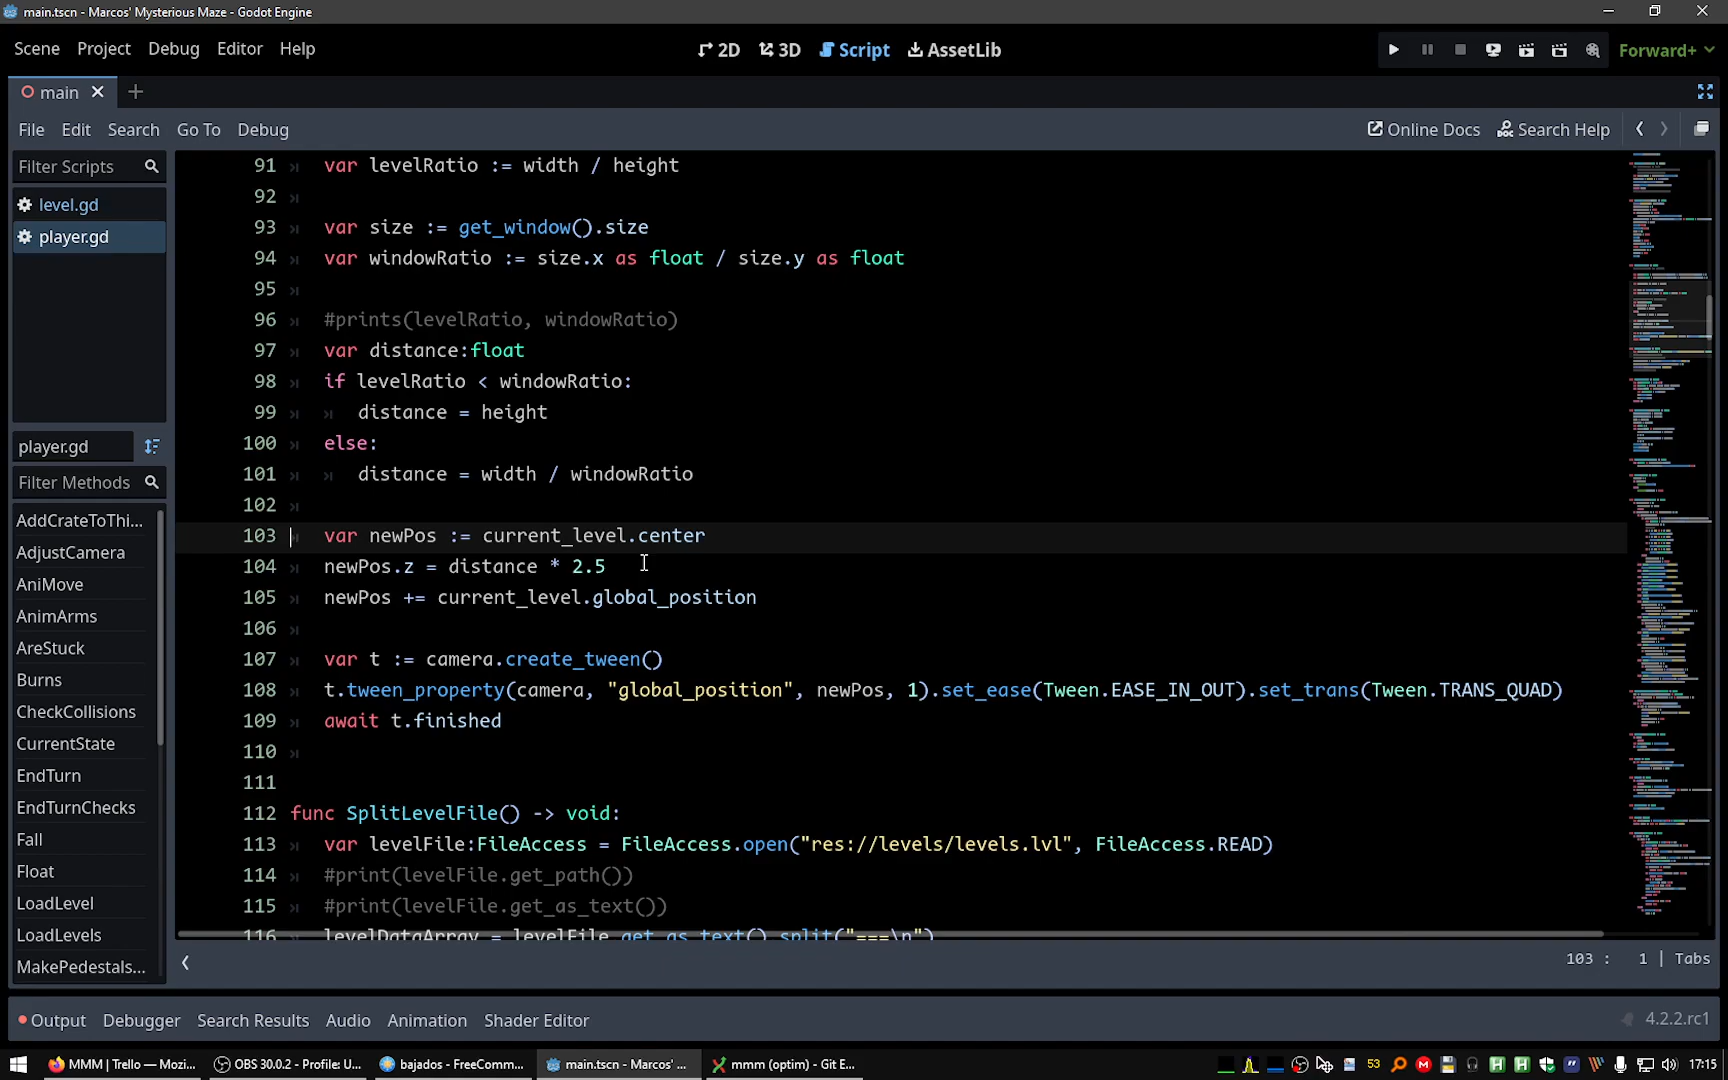 main.tscn - Marcos' Mysterious Maze - Godot Engine
Scene Project Debug Editor Help 2D 3D Script AssetLib Forward+
main
File Edit Search Go To Debug Online Docs Search Help
Filter Scripts
level.gd
player.gd
player.gd
Filter Methods
AddCrateToThi...
AdjustCamera
AniMove
AnimArms
AreStuck
Burns
CheckCollisions
CurrentState
EndTurn
EndTurnChecks
Fall
Float
LoadLevel
LoadLevels
MakePedestals...
91 var levelRatio := width / height
92
93 var size := get_window().size
94 var windowRatio := size.x as float / size.y as float
95
96 #prints(levelRatio, windowRatio)
97 var distance:float
98 if levelRatio < windowRatio:
99 distance = height
100 else:
101 distance = width / windowRatio
102
103 var newPos := current_level.center
104 newPos.z = distance * 2.5
105 newPos += current_level.global_position
106
107 var t := camera.create_tween()
108 t.tween_property(camera, "global_position", newPos, 1).set_ease(Tween.EASE_IN_OUT).set_trans(Tween.TRANS_QUAD)
109 await t.finished
110
111
112 func SplitLevelFile() -> void:
113 var levelFile:FileAccess = FileAccess.open("res://levels/levels.lvl", FileAccess.READ)
114 #print(levelFile.get_path())
115 #print(levelFile.get_as_text())
116 levelDataArray = levelFile.get_as_text().split("===\n")
103 : 1 | Tabs
Output Debugger Search Results Audio Animation Shader Editor 4.2.2.rc1
MMM | Trello — Mozi... OBS 30.0.2 - Profile: U... bajados - FreeComm... main.tscn - Marcos' ... mmm (optim) - Git E... 53 17:15